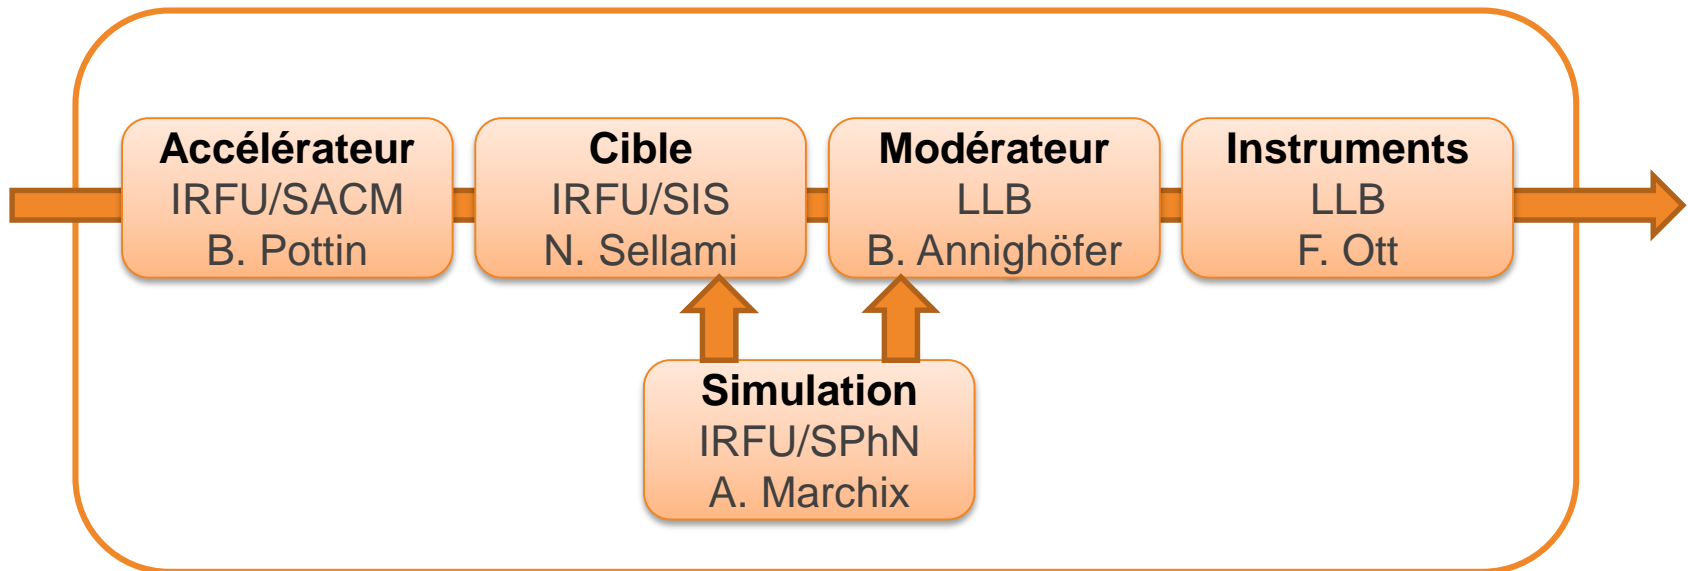 Accélérateur
IRFU/SACM
B. Pottin
Cible
IRFU/SIS
N. Sellami
Modérateur
LLB
B. Annighöfer
Instruments
LLB
F. Ott
Simulation
IRFU/SPhN
A. Marchix